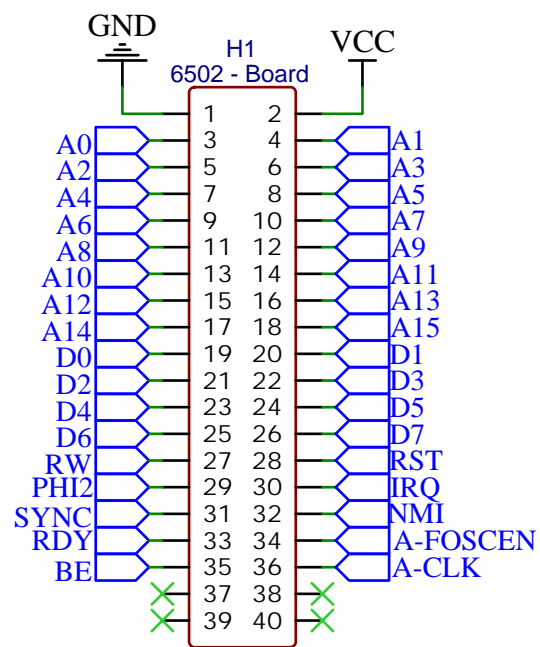 GND
H1
VCC
6502 - Board
1 2
A0 3 4 A1
A2 5 6 A3
A4 7 8 A5
A6 9 10 A7
A8 11 12 A9
A10 13 14 A11
A12 15 16 A13
A14 17 18 A15
D0 19 20 D1
D2 21 22 D3
D4 23 24 D5
D6 25 26 D7
RW 27 28 RST
PHI2 29 30 IRQ
SYNC 31 32 NMI
RDY 33 34 A-FOSCEN
BE 35 36 A-CLK
37 38
39 40